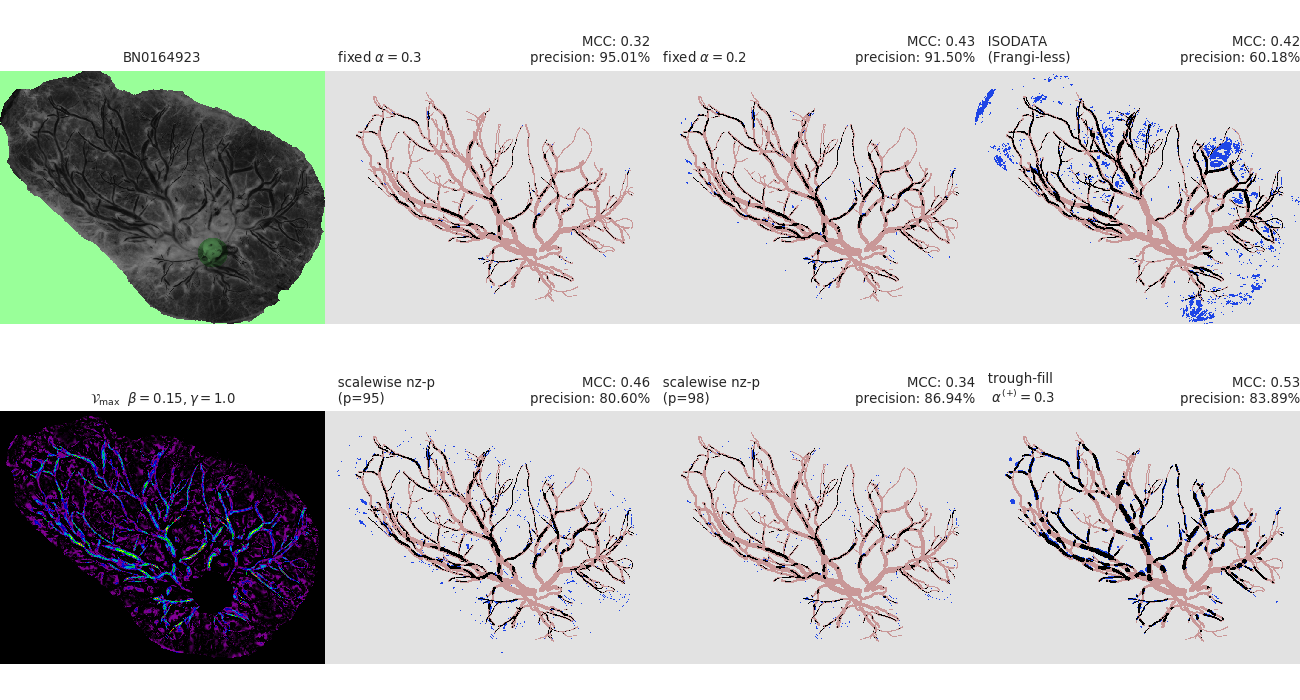 BN0164923
fixed α = 0.3
MCC: 0.32
precision: 95.01%
fixed α = 0.2
MCC: 0.43
precision: 91.50%
ISODATA
(Frangi-less)
MCC: 0.42
precision: 60.18%
𝒱max β = 0.15, γ = 1.0
scalewise nz-p
(p=95)
MCC: 0.46
precision: 80.60%
scalewise nz-p
(p=98)
MCC: 0.34
precision: 86.94%
trough-fill
α(+) = 0.3
MCC: 0.53
precision: 83.89%